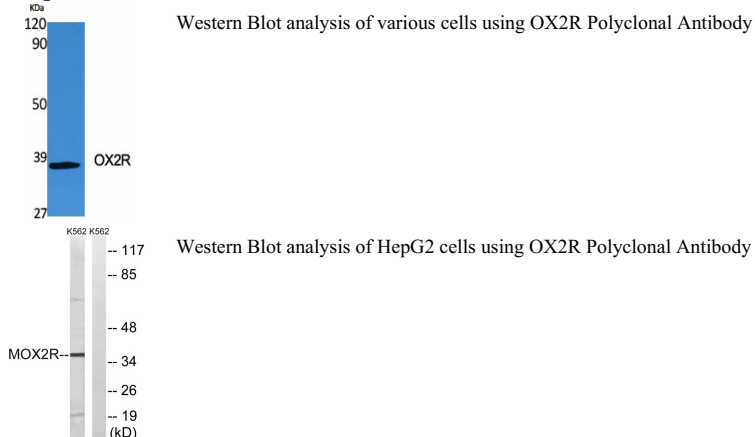 KDa
120
90
50
39
27
OX2R
Western Blot analysis of various cells using OX2R Polyclonal Antibody
K562 K562
-- 117
-- 85
-- 48
MOX2R--
-- 34
-- 26
-- 19
(kD)
Western Blot analysis of HepG2 cells using OX2R Polyclonal Antibody